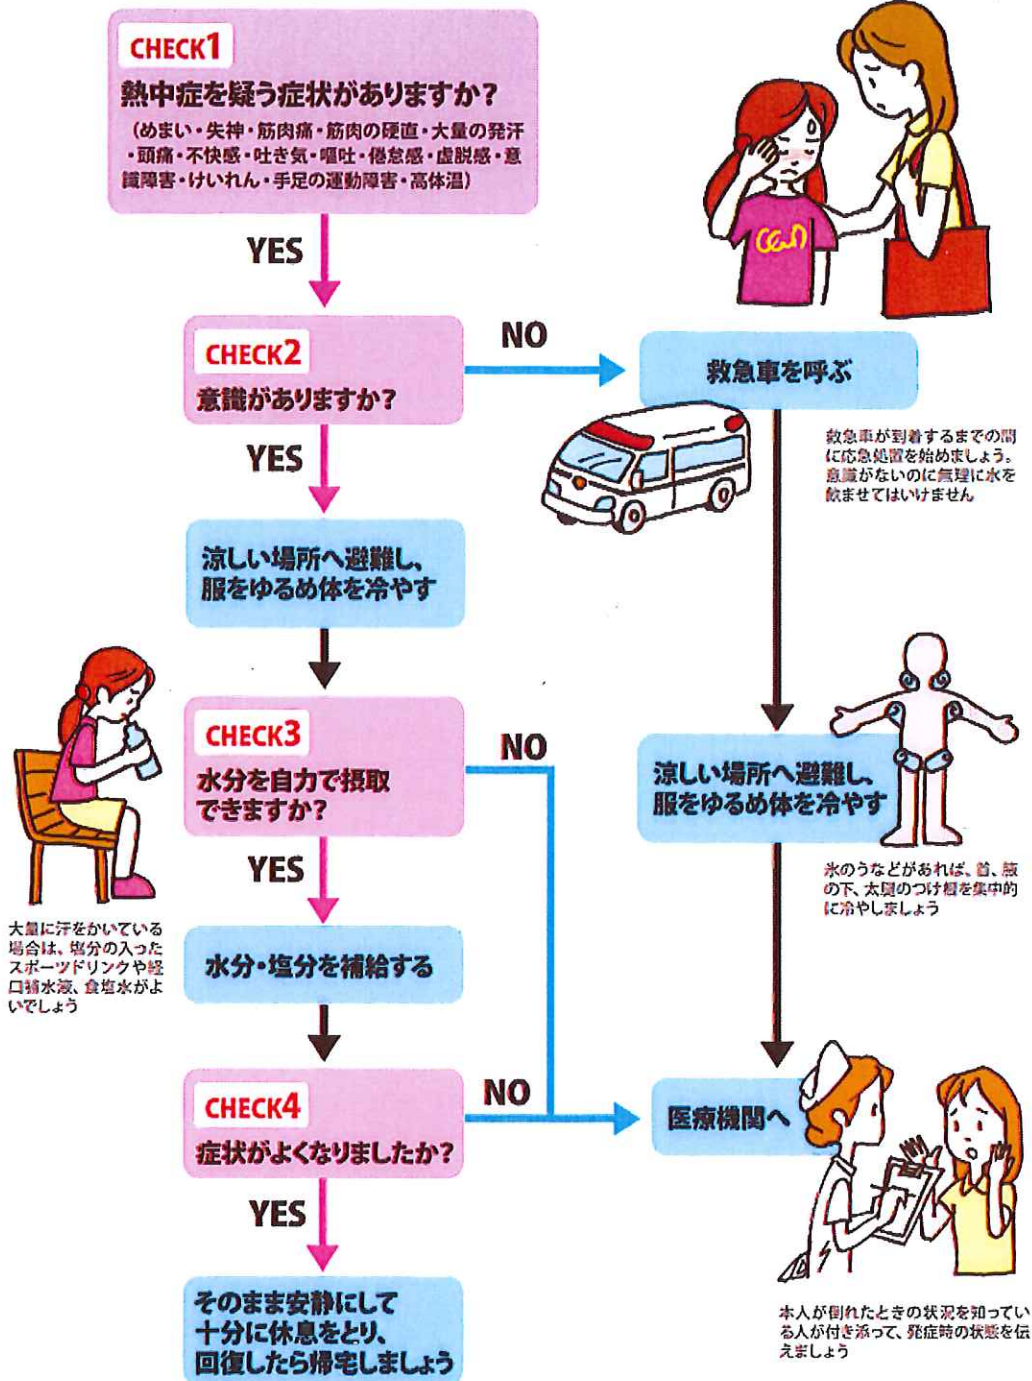 CHECK1
熱中症を疑う症状がありますか？
（めまい・失神・筋肉痛・筋肉の硬直・大量の発汗
・頭痛・不快感・吐き気・嘔吐・倦怠感・虚脱感・意
識障害・けいれん・手足の運動障害・高体温）
YES
CHECK2
意識がありますか？
NO
救急車を呼ぶ
救急車が到着するまでの間
に応急処置を始めましょう。
意識がないのに無理に水を
飲ませてはいけません
YES
涼しい場所へ避難し、
服をゆるめ体を冷やす
CHECK3
水分を自力で摂取
できますか？
NO
涼しい場所へ避難し、
服をゆるめ体を冷やす
氷のうなどがあれば、首、腋
の下、太腿のつけ根を集中的
に冷やしましょう
YES
大量に汗をかいている
場合は、塩分の入った
スポーツドリンクや経
口補水液、食塩水がよ
いでしょう
水分・塩分を補給する
CHECK4
症状がよくなりましたか？
NO
医療機関へ
YES
本人が倒れたときの状況を知ってい
る人が付き添って、発症時の状態を伝
えましょう
そのまま安静にして
十分に休息をとり、
回復したら帰宅しましょう